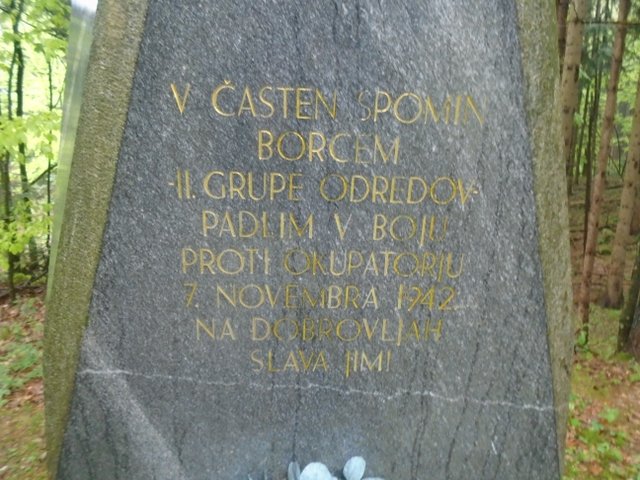 V ČASTEN SPOMIN
BORCEM
-II. GRUPE ODREDOV-
PADLIM V BOJU
PROTI OKUPATORJU
7. NOVEMBRA 1942
NA DOBROVLJAH
SLAVA JIM!